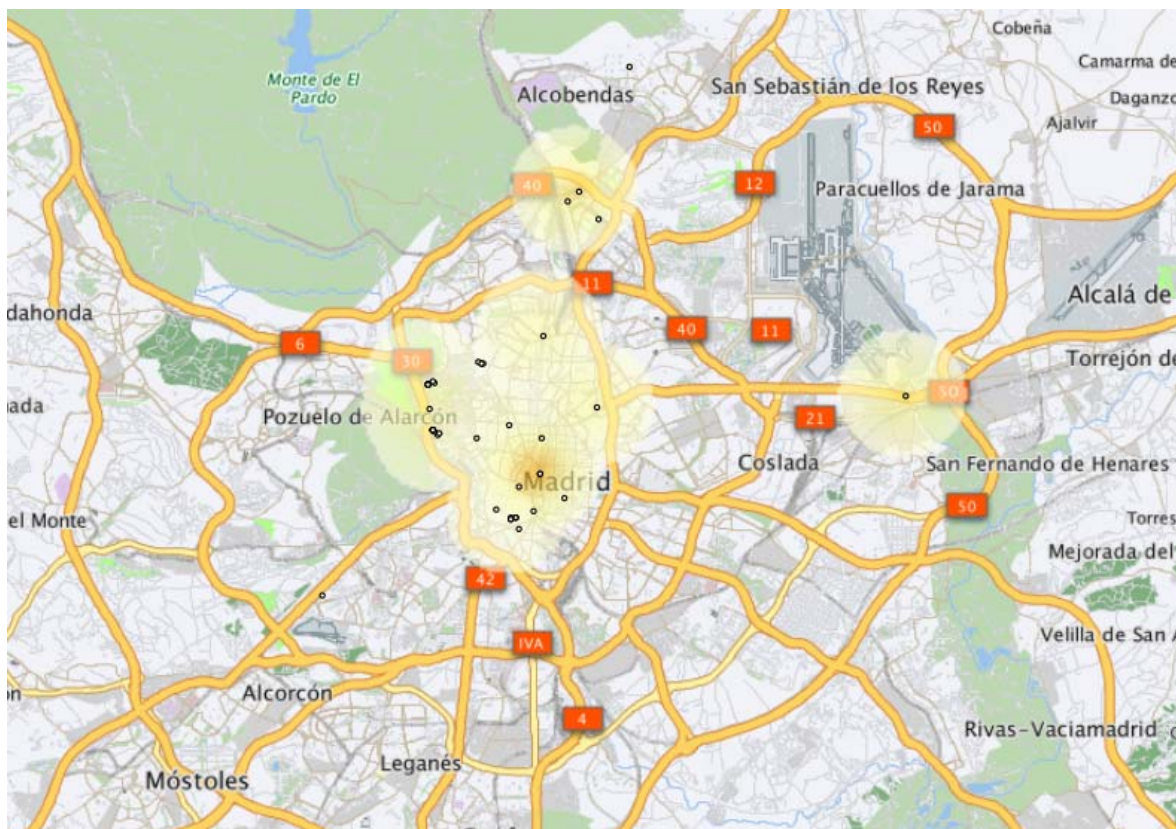 Cobeña
Camarma de
Monte de El
Pardo
Alcobendas
San Sebastián de los Reyes
Daganzo
Ajalvir
50
40
12
Paracuellos de Jarama
11
Alcalá de
dahonda
6
40
11
30
Torrejón de
50
ada
Pozuelo de Alarcón
21
Coslada
San Fernando de Henares
Madrid
50
el Monte
Torres
Mejorada del
42
IVA
Velilla de San A
Alcorcón
ón
4
Rivas-Vaciamadrid
Leganés
Móstoles